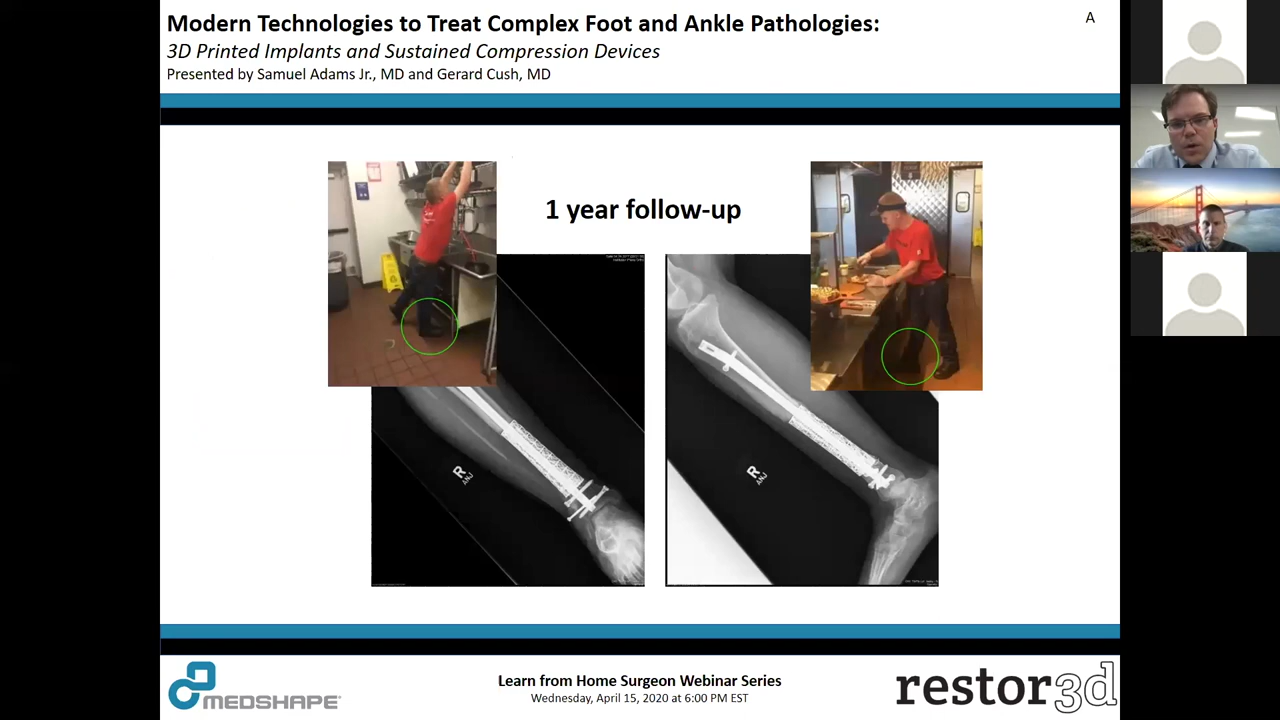 Modern Technologies to Treat Complex Foot and Ankle Pathologies:
A
3D Printed Implants and Sustained Compression Devices
Presented by Samuel Adams Jr., MD and Gerard Cush, MD
1 year follow-up
R
ANJ
R
ANJ
MEDSHAPE
Learn from Home Surgeon Webinar Series
Wednesday, April 15, 2020 at 6:00 PM EST
restor3d